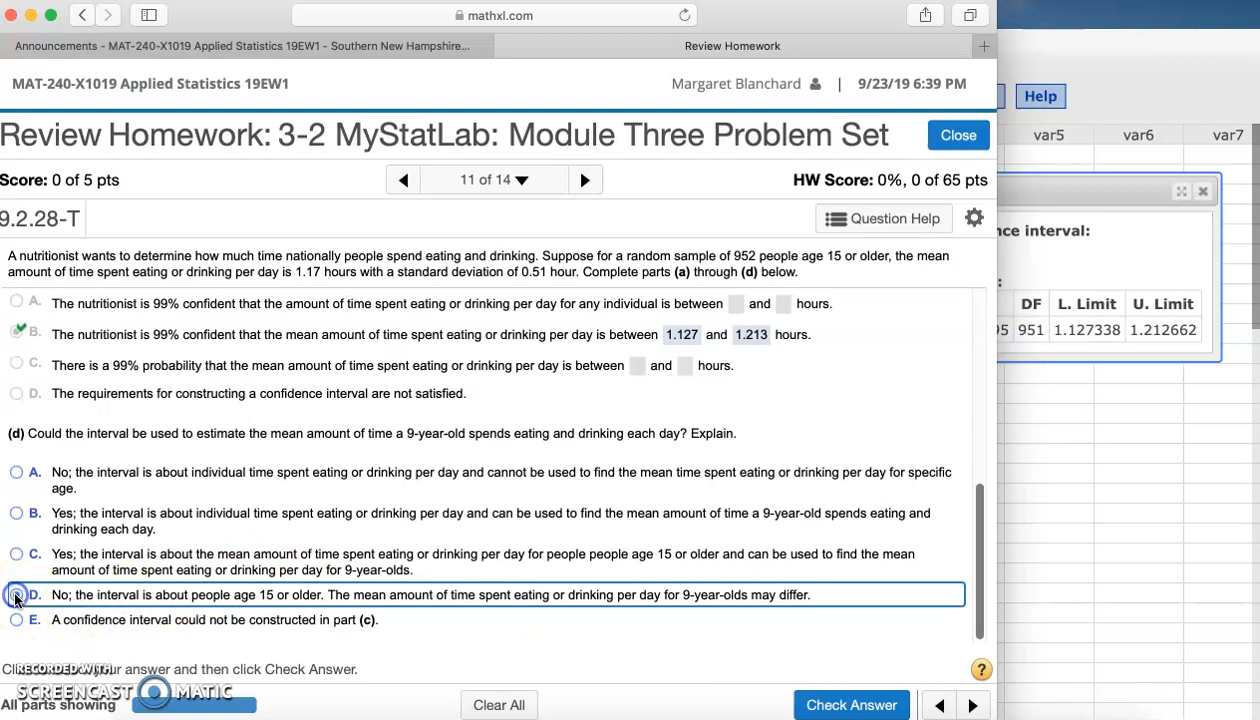 mathxl.com
Announcements - MAT-240-X1019 Applied Statistics 19EW1 - Southern New Hampshire...
Review Homework
MAT-240-X1019 Applied Statistics 19EW1
Margaret Blanchard | 9/23/19 6:39 PM
Help
Review Homework: 3-2 MyStatLab: Module Three Problem Set
Close
var5 var6 var7
Score: 0 of 5 pts
11 of 14
HW Score: 0%, 0 of 65 pts
9.2.28-T
Question Help
nce interval:
A nutritionist wants to determine how much time nationally people spend eating and drinking. Suppose for a random sample of 952 people age 15 or older, the mean
amount of time spent eating or drinking per day is 1.17 hours with a standard deviation of 0.51 hour. Complete parts (a) through (d) below.
:
A. The nutritionist is 99% confident that the amount of time spent eating or drinking per day for any individual is between and hours.
DF L. Limit U. Limit
B. The nutritionist is 99% confident that the mean amount of time spent eating or drinking per day is between 1.127 and 1.213 hours.
95 951 1.127338 1.212662
C. There is a 99% probability that the mean amount of time spent eating or drinking per day is between and hours.
D. The requirements for constructing a confidence interval are not satisfied.
(d) Could the interval be used to estimate the mean amount of time a 9-year-old spends eating and drinking each day? Explain.
A. No; the interval is about individual time spent eating or drinking per day and cannot be used to find the mean time spent eating or drinking per day for specific
age.
B. Yes; the interval is about individual time spent eating or drinking per day and can be used to find the mean amount of time a 9-year-old spends eating and
drinking each day.
C. Yes; the interval is about the mean amount of time spent eating or drinking per day for people people age 15 or older and can be used to find the mean
amount of time spent eating or drinking per day for 9-year-olds.
D. No; the interval is about people age 15 or older. The mean amount of time spent eating or drinking per day for 9-year-olds may differ.
E. A confidence interval could not be constructed in part (c).
ur answer and then click Check Answer.
RECORDED WITH
SCREENCAST MATIC
All parts showing
Clear All
Check Answer
?